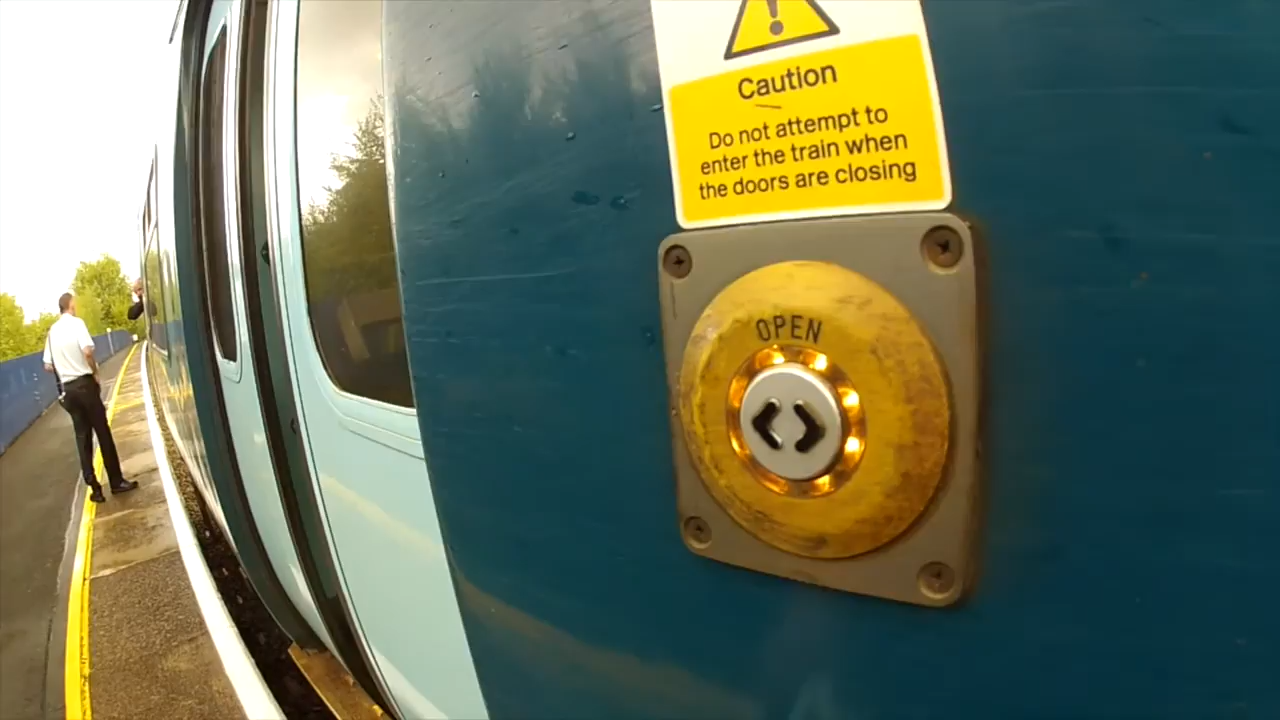 Caution
Do not attempt to
enter the train when
the doors are closing
OPEN